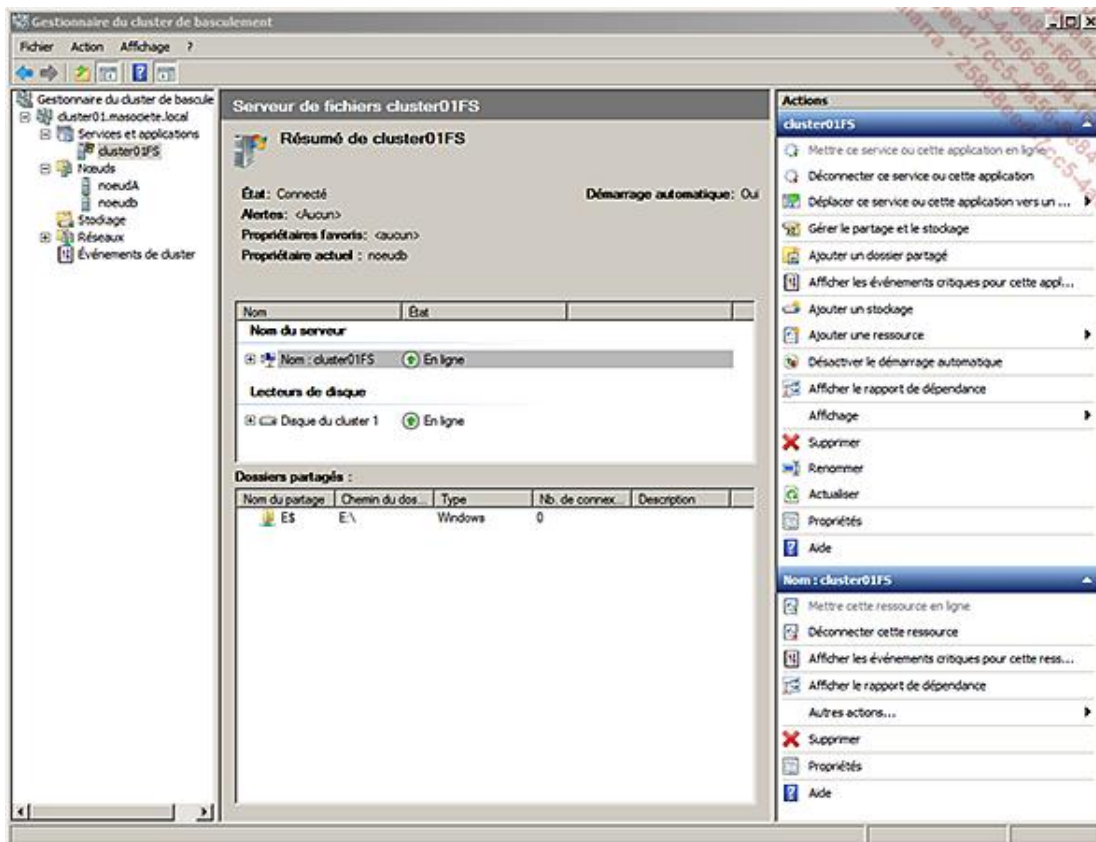 Gestionnaire du cluster de basculement
Fichier Action Affichage ?
Gestionnaire du cluster de bascule
cluster01.masociete.local
Services et applications
cluster01FS
Nœuds
noeudA
noeudb
Stockage
Réseaux
Événements de cluster
Serveur de fichiers cluster01FS
Résumé de cluster01FS
État : Connecté
Démarrage automatique : Oui
Alertes : <Aucun>
Propriétaires favoris : <aucun>
Propriétaire actuel : noeudb
Nom État
Nom du serveur
Nom : cluster01FS En ligne
Lecteurs de disque
Disque du cluster 1 En ligne
Dossiers partagés :
Nom du partage Chemin du dos... Type Nb. de connex... Description
E$ E:\ Windows 0
Actions
cluster01FS
Mettre ce service ou cette application en ligne
Déconnecter ce service ou cette application
Déplacer ce service ou cette application vers un ...
Gérer le partage et le stockage
Ajouter un dossier partagé
Afficher les événements critiques pour cette appl...
Ajouter un stockage
Ajouter une ressource
Désactiver le démarrage automatique
Afficher le rapport de dépendance
Affichage
Supprimer
Renommer
Actualiser
Propriétés
Aide
Nom : cluster01FS
Mettre cette ressource en ligne
Déconnecter cette ressource
Afficher les événements critiques pour cette ress...
Afficher le rapport de dépendance
Autres actions...
Supprimer
Propriétés
Aide